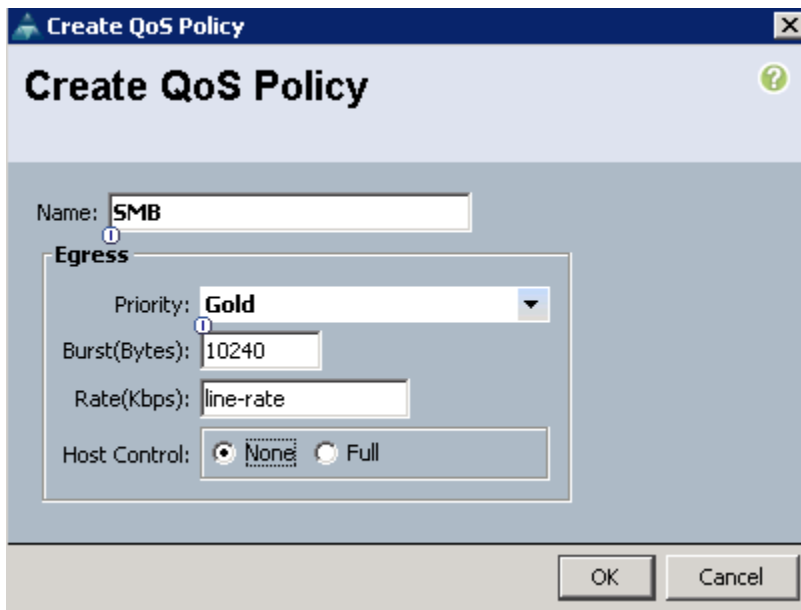 Create QoS Policy
Create QoS Policy
Name: SMB
Egress
Priority: Gold
Burst(Bytes): 10240
Rate(Kbps): line-rate
Host Control: None Full
OK Cancel